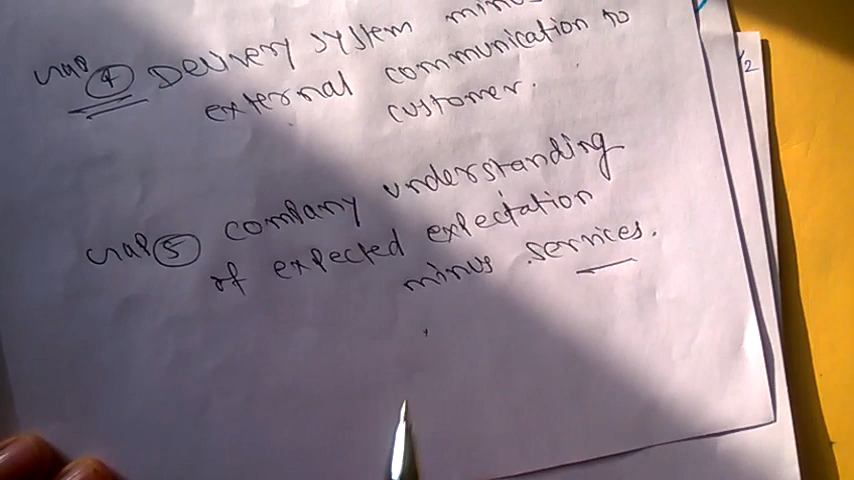 Gap ④ Delivery system minus
external communication to
customer.
Gap ⑤ company understanding
of expected expectation
minus services.